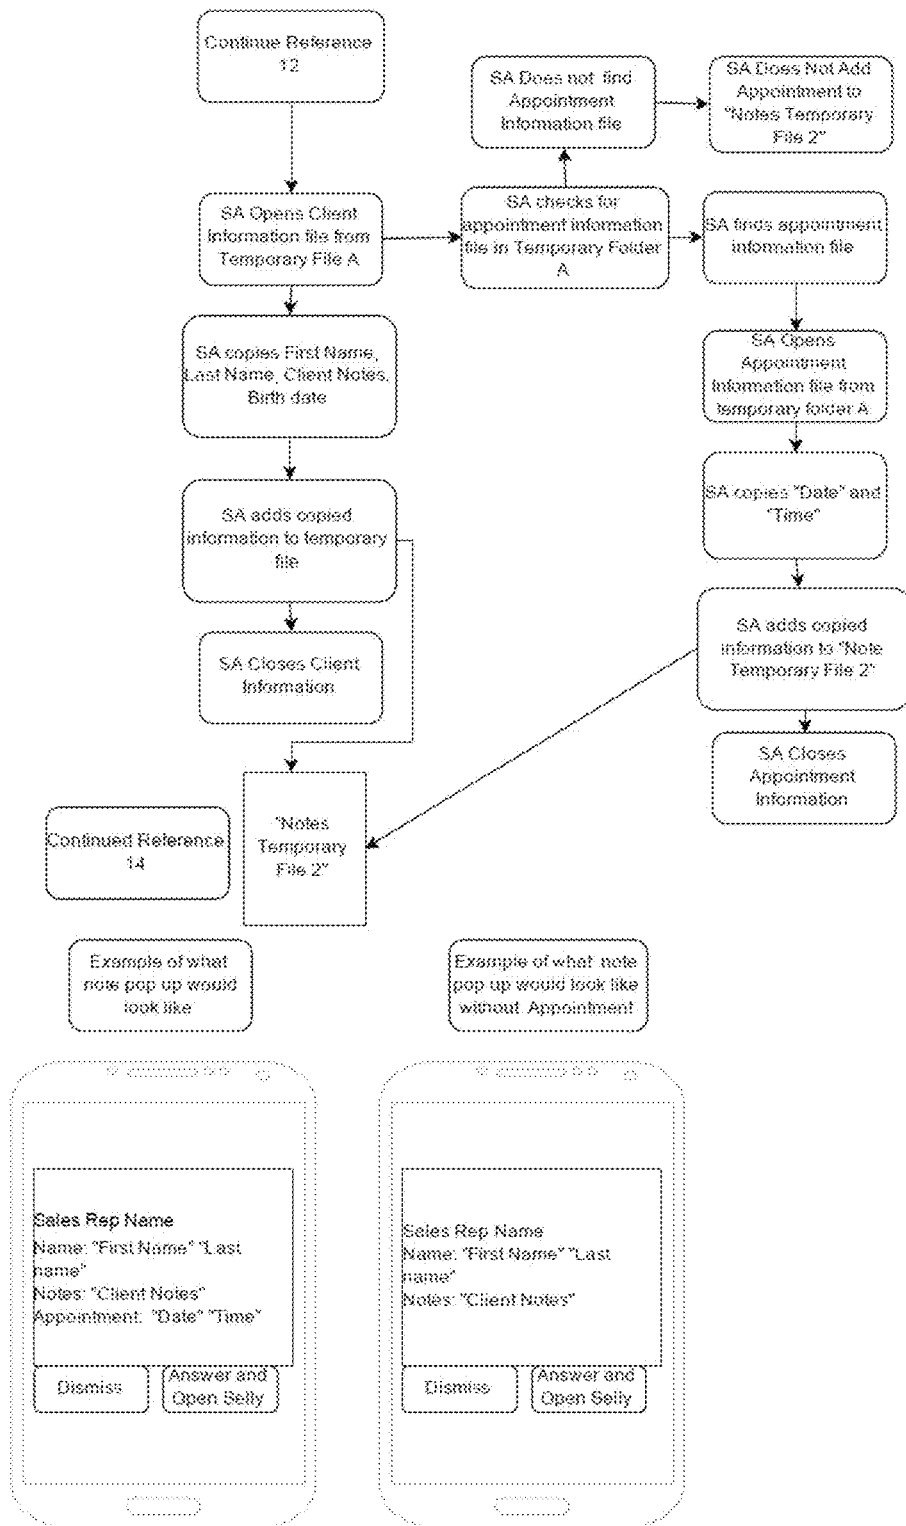 Continue Reference
12
SA Does not find
Appointment
Information file
SA Does Not Add
Appointment to
"Notes Temporary
File 2"
SA Opens Client
Information file from
Temporary File A
SA checks for
appointment information
file in Temporary Folder
A
SA finds appointment
information file
SA copies First Name,
Last Name, Client Notes,
Birth date
SA Opens
Appointment
Information file from
temporary folder A
SA adds copied
information to temporary
file
SA copies "Date" and
"Time"
SA Closes Client
Information
SA adds copied
information to "Note
Temporary File 2"
SA Closes
Appointment
Information
"Notes
Temporary
File 2"
Continued Reference
14
Example of what
note pop up would
look like
Example of what note
pop up would look like
without Appointment
Sales Rep Name
Name: "First Name" "Last
name"
Notes: "Client Notes"
Appointment: "Date" "Time"
Dismiss
Answer and
Open Selly
Sales Rep Name
Name: "First Name" "Last
name"
Notes: "Client Notes"
Dismiss
Answer and
Open Selly